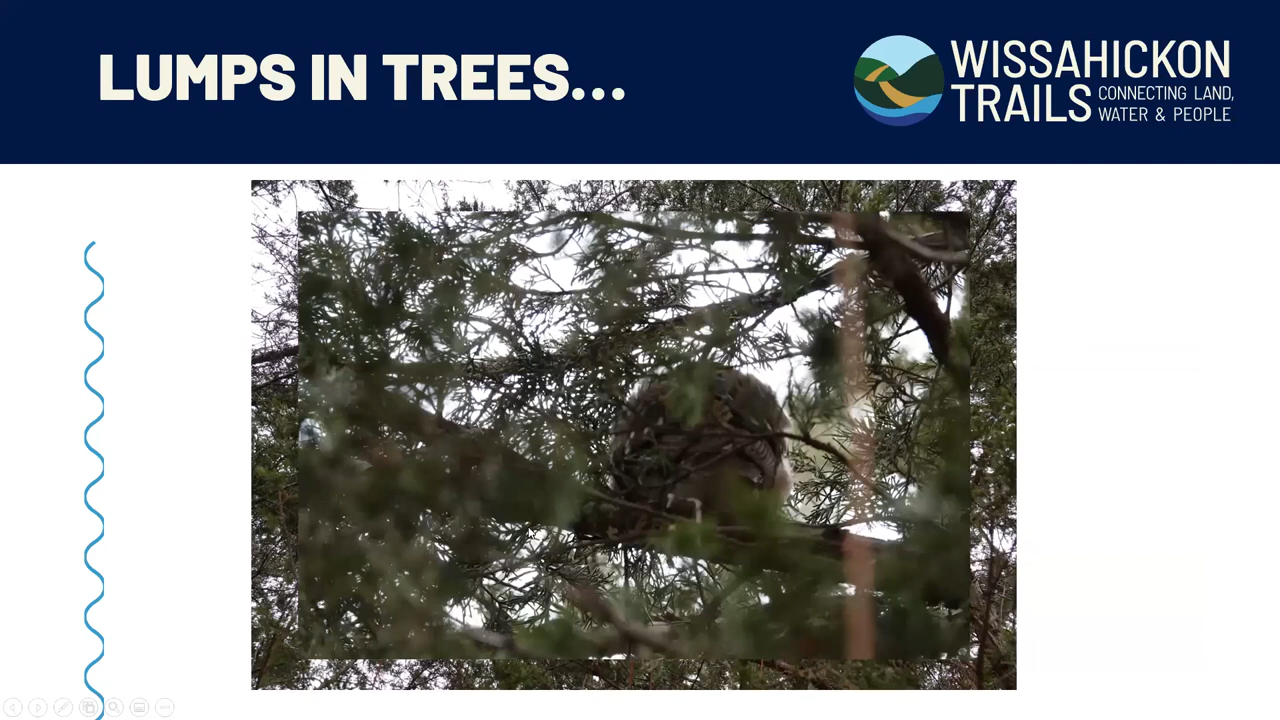 LUMPS IN TREES...
WISSAHICKON
TRAILS
CONNECTING LAND,
WATER & PEOPLE